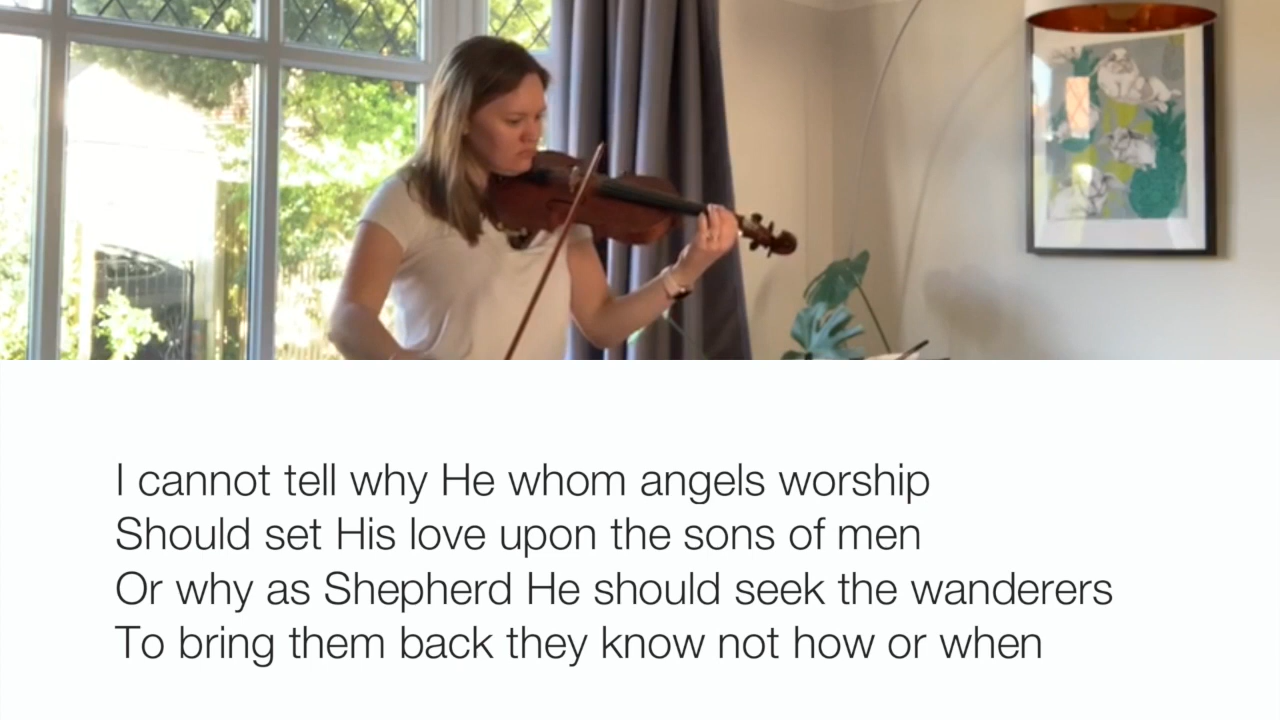 I cannot tell why He whom angels worship
Should set His love upon the sons of men
Or why as Shepherd He should seek the wanderers
To bring them back they know not how or when